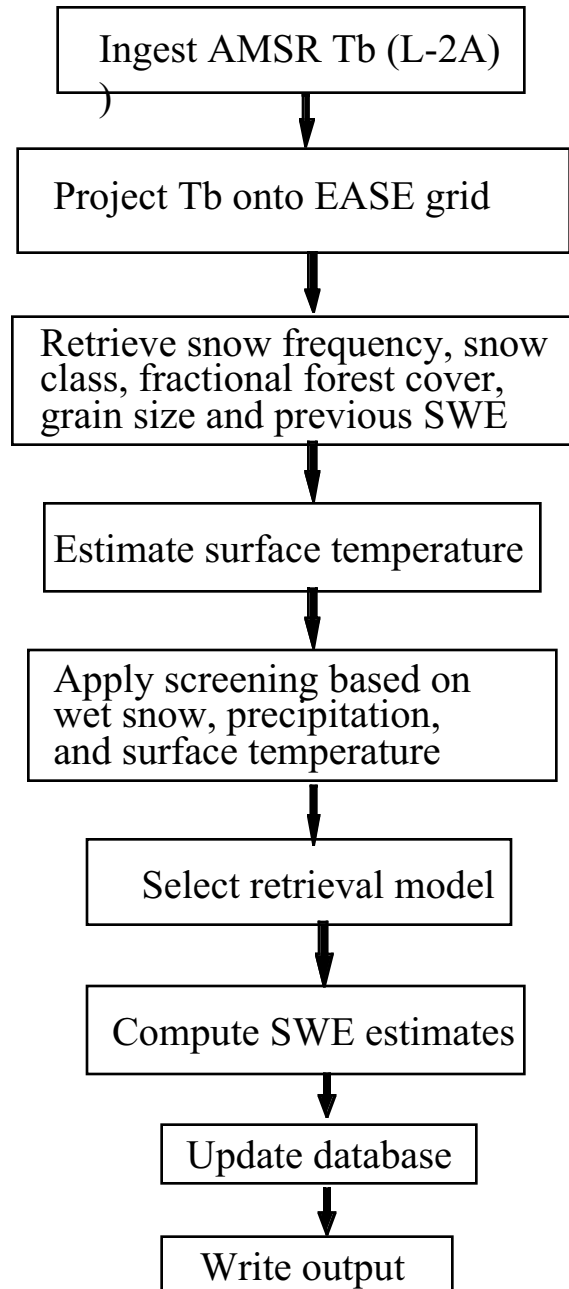 Ingest AMSR Tb (L-2A)
)
Project Tb onto EASE grid
Retrieve snow frequency, snow
class, fractional forest cover,
grain size and previous SWE
Estimate surface temperature
Apply screening based on
wet snow, precipitation,
and surface temperature
Select retrieval model
Compute SWE estimates
Update database
Write output